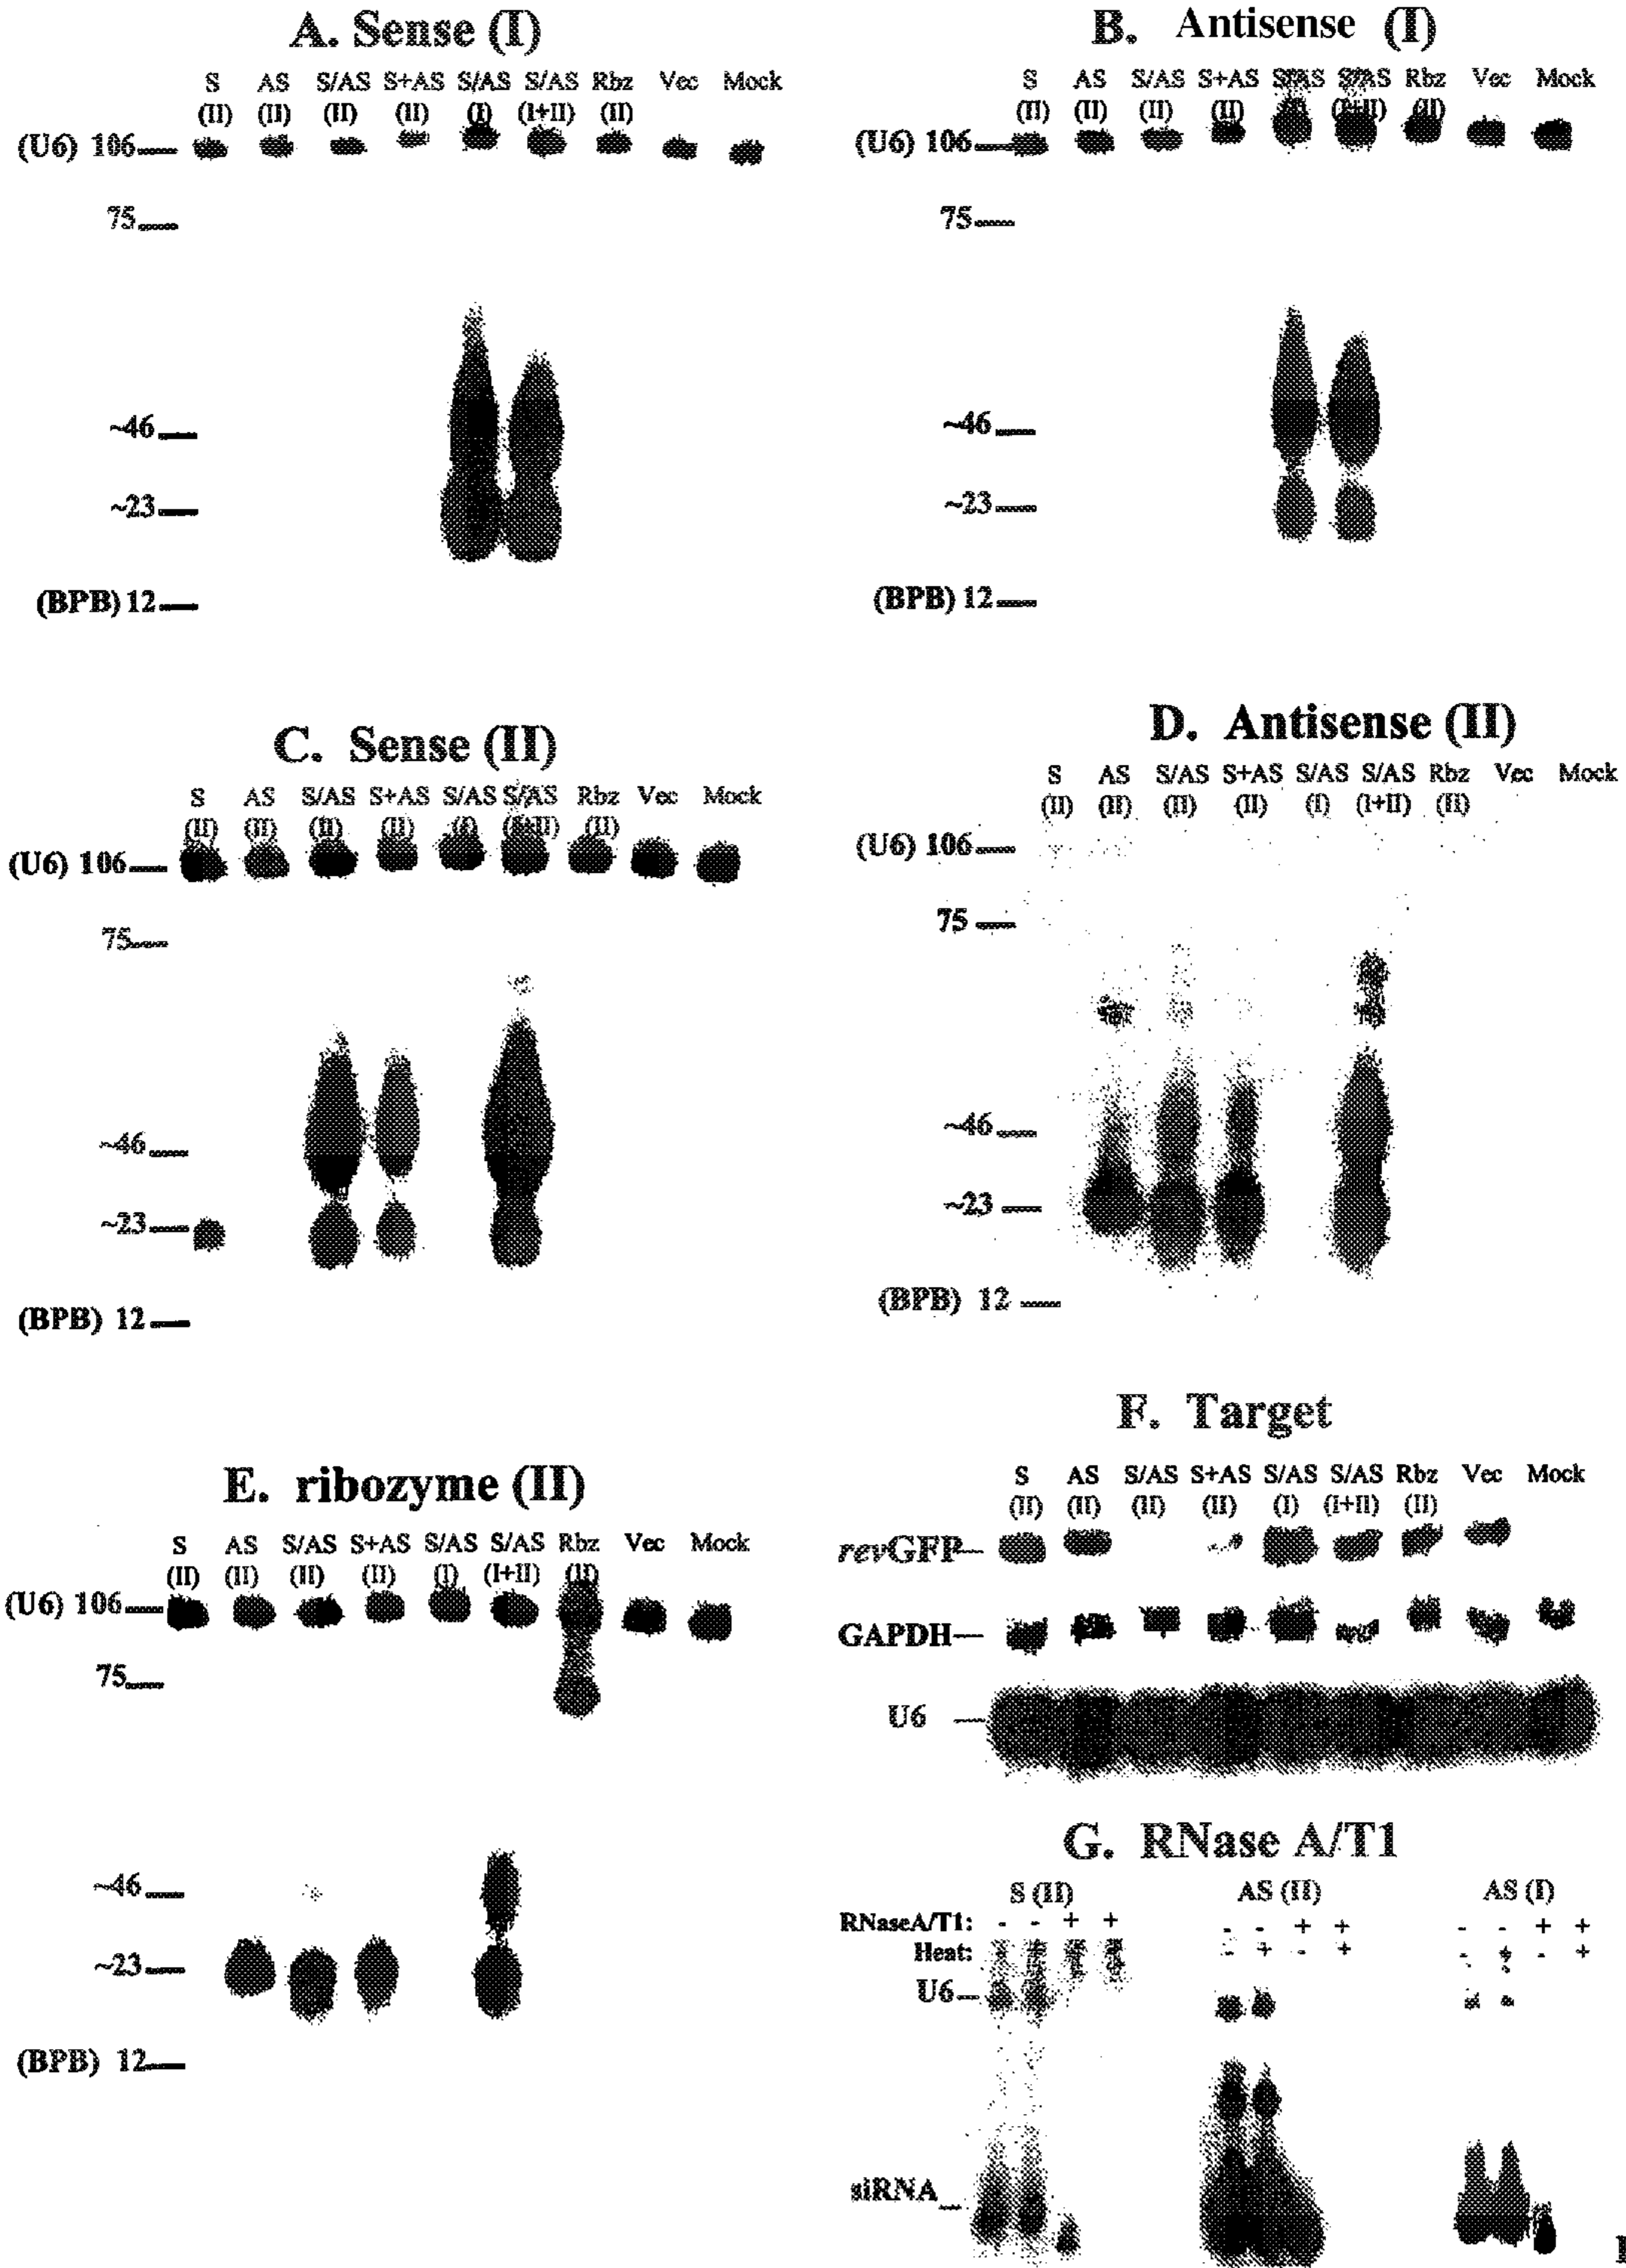 A. Sense (I)
S AS S/AS S+AS S/AS S/AS Rbz Vec Mock
(II) (II) (II) (II) (I) (I+II) (II)
(U6) 106
75
~46
~23
(BPB) 12
B. Antisense (I)
S AS S/AS S+AS S/AS S/AS Rbz Vec Mock
(II) (II) (II) (II) (I) (I+II) (II)
(U6) 106
75
~46
~23
(BPB) 12
C. Sense (II)
S AS S/AS S+AS S/AS S/AS Rbz Vec Mock
(II) (II) (II) (II) (I) (I+II) (II)
(U6) 106
75
~46
~23
(BPB) 12
D. Antisense (II)
S AS S/AS S+AS S/AS S/AS Rbz Vec Mock
(II) (II) (II) (II) (I) (I+II) (II)
(U6) 106
75
~46
~23
(BPB) 12
E. ribozyme (II)
S AS S/AS S+AS S/AS S/AS Rbz Vec Mock
(II) (II) (II) (II) (I) (I+II) (II)
(U6) 106
75
~46
~23
(BPB) 12
F. Target
S AS S/AS S+AS S/AS S/AS Rbz Vec Mock
(II) (II) (II) (II) (I) (I+II) (II)
revGFP
GAPDH
U6
G. RNase A/T1
S (II) AS (II) AS (I)
RNaseA/T1: - - + + - - + + - - + +
Heat: - + - + - + - + - + - +
U6
siRNA